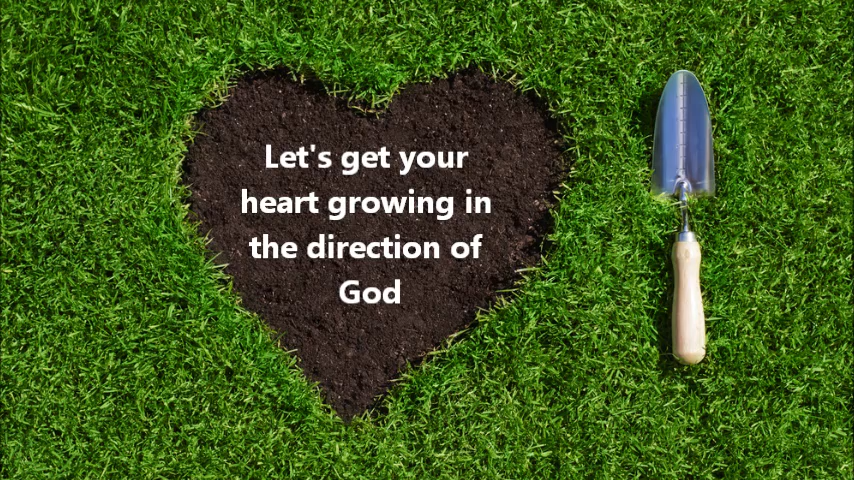 Let's get your
heart growing in
the direction of
God